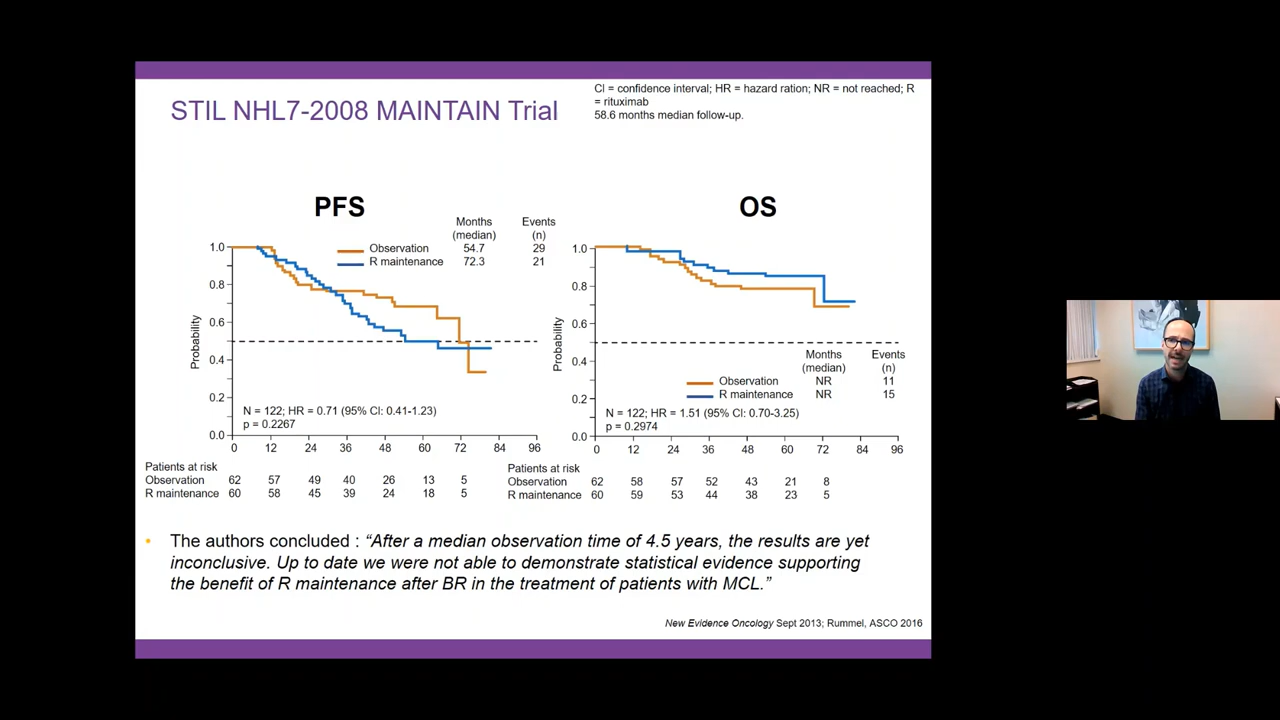 STIL NHL7-2008 MAINTAIN Trial
CI = confidence interval; HR = hazard ration; NR = not reached; R
= rituximab
58.6 months median follow-up.
PFS
Months
(median)
Events
(n)
Observation 54.7 29
R maintenance 72.3 21
1.0
0.8
0.6
0.4
0.2
0.0
Probability
N = 122; HR = 0.71 (95% CI: 0.41-1.23)
p = 0.2267
0 12 24 36 48 60 72 84 96
Patients at risk
Observation 62 57 49 40 26 13 5
R maintenance 60 58 45 39 24 18 5
OS
1.0
0.8
0.6
0.4
0.2
0.0
Probability
Months
(median)
Events
(n)
Observation NR 11
R maintenance NR 15
N = 122; HR = 1.51 (95% CI: 0.70-3.25)
p = 0.2974
0 12 24 36 48 60 72 84 96
Patients at risk
Observation 62 58 57 52 43 21 8
R maintenance 60 59 53 44 38 23 5
• The authors concluded : “After a median observation time of 4.5 years, the results are yet
inconclusive. Up to date we were not able to demonstrate statistical evidence supporting
the benefit of R maintenance after BR in the treatment of patients with MCL.”
New Evidence Oncology Sept 2013; Rummel, ASCO 2016